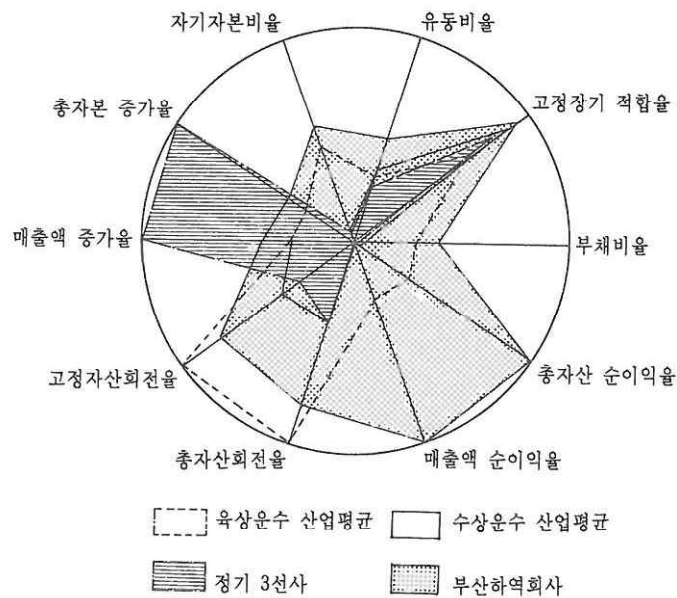 자기자본비율 유동비율
총자본 증가율 고정장기 적합율
매출액 증가율 부채비율
고정자산회전율 총자산 순이익율
총자산회전율 매출액 순이익율
육상운수 산업평균 수상운수 산업평균
정기 3선사 부산하역회사